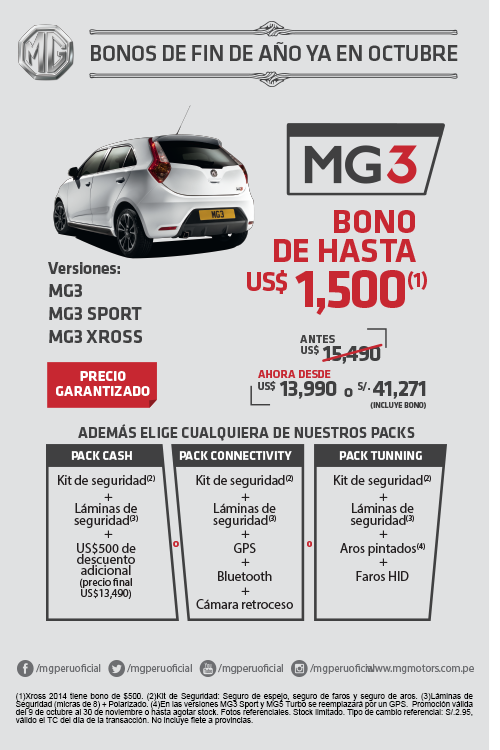 MG
BONOS DE FIN DE AÑO YA EN OCTUBRE
MG3
MG3
BONO
DE HASTA
US$ 1,500(1)
Versiones:
MG3
MG3 SPORT
MG3 XROSS
ANTES
US$ 15,490
PRECIO
GARANTIZADO
AHORA DESDE
US$ 13,990 o S/. 41,271
(INCLUYE BONO)
ADEMÁS ELIGE CUALQUIERA DE NUESTROS PACKS
PACK CASH
Kit de seguridad(2)
+
Láminas de
seguridad(3)
+
US$500 de
descuento
adicional
(precio final
US$13,490)
o
PACK CONNECTIVITY
Kit de seguridad(2)
+
Láminas de
seguridad(3)
+
GPS
+
Bluetooth
+
Cámara retroceso
o
PACK TUNNING
Kit de seguridad(2)
+
Láminas de
seguridad(3)
+
Aros pintados(4)
+
Faros HID
/mgperuoficial /mgperuoficial /mgperuoficial /mgperuoficial www.mgmotors.com.pe
(1)Xross 2014 tiene bono de $500. (2)Kit de Seguridad: Seguro de espejo, seguro de faros y seguro de aros. (3)Láminas de
Seguridad (micras de 8) + Polarizado. (4)En las versiones MG3 Sport y MG5 Turbo se reemplazará por un GPS. Promoción válida
del 9 de octubre al 30 de noviembre o hasta agotar stock. Fotos referenciales. Stock limitado. Tipo de cambio referencial: S/.2.95,
válido el TC del día de la transacción. No incluye flete a provincias.